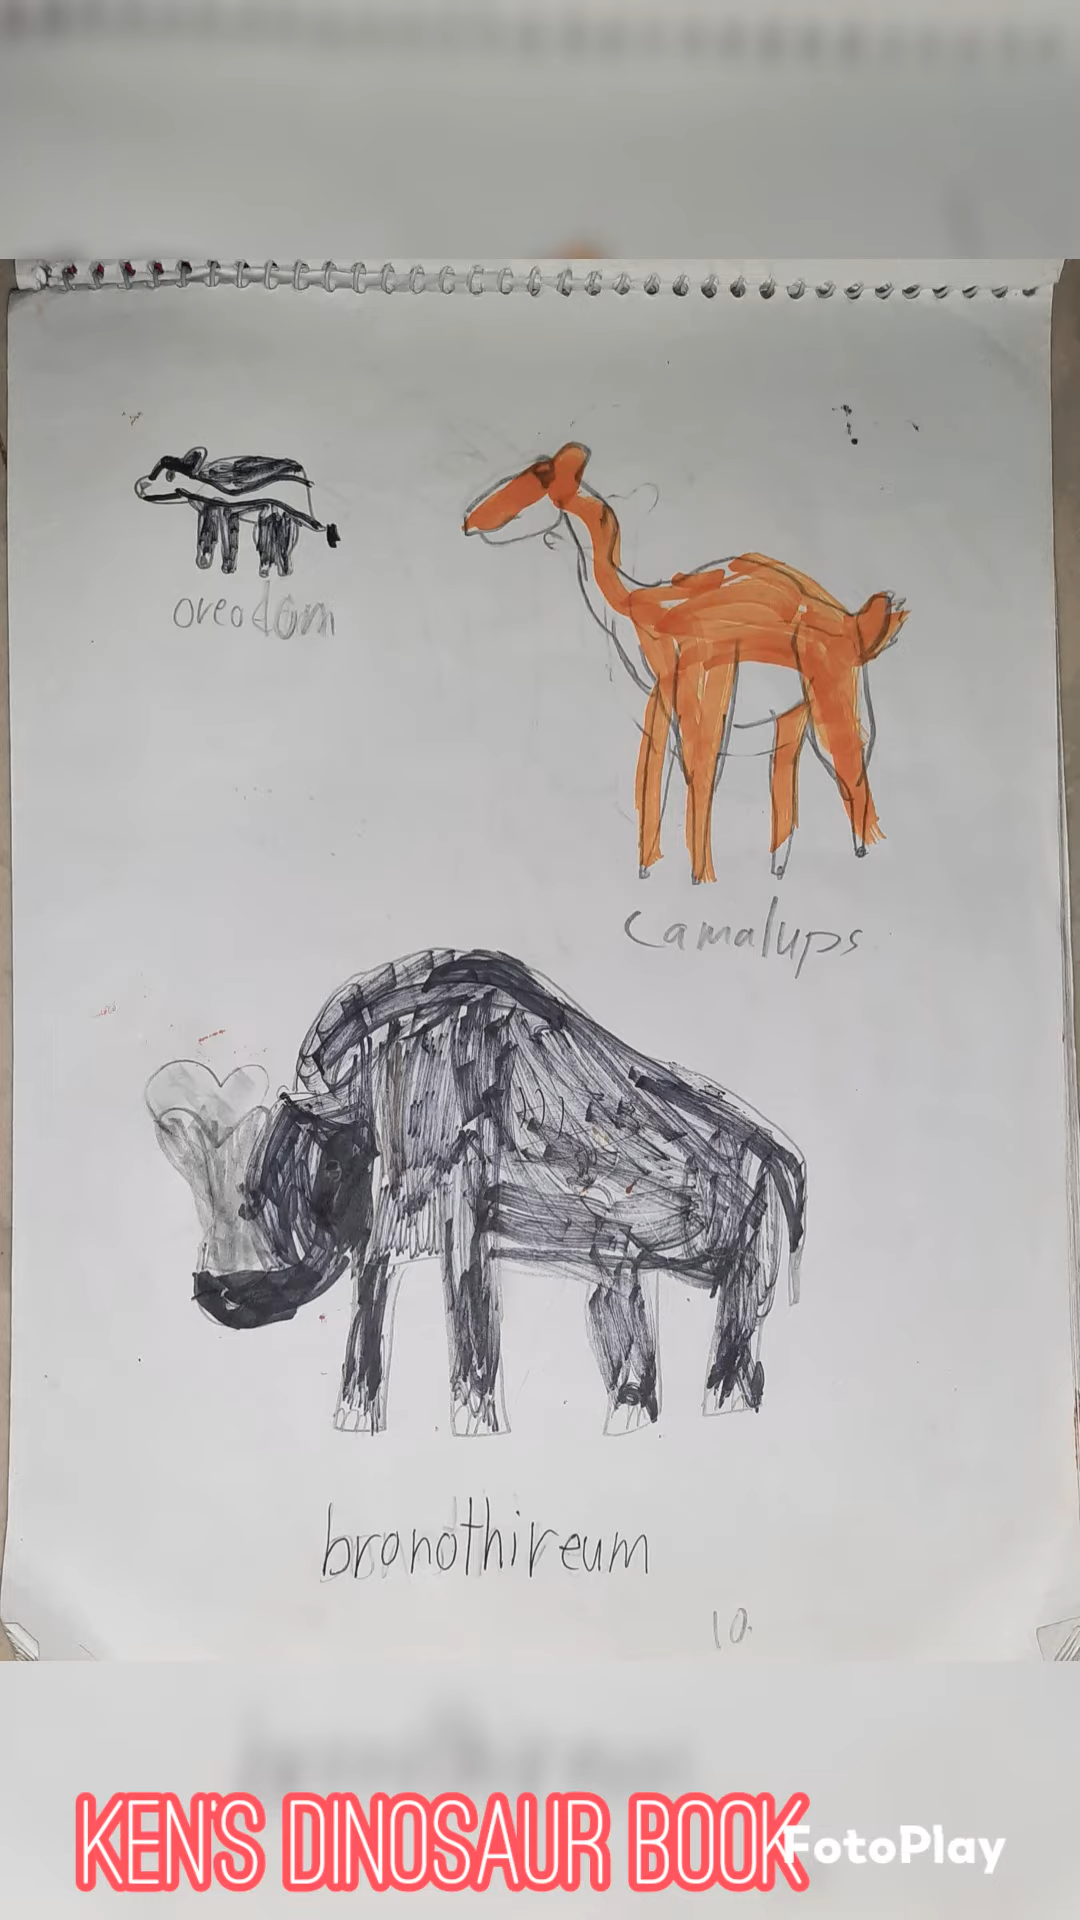 oreodom
camalups
bronothireum
10.
KEN'S DINOSAUR BOOK
FotoPlay